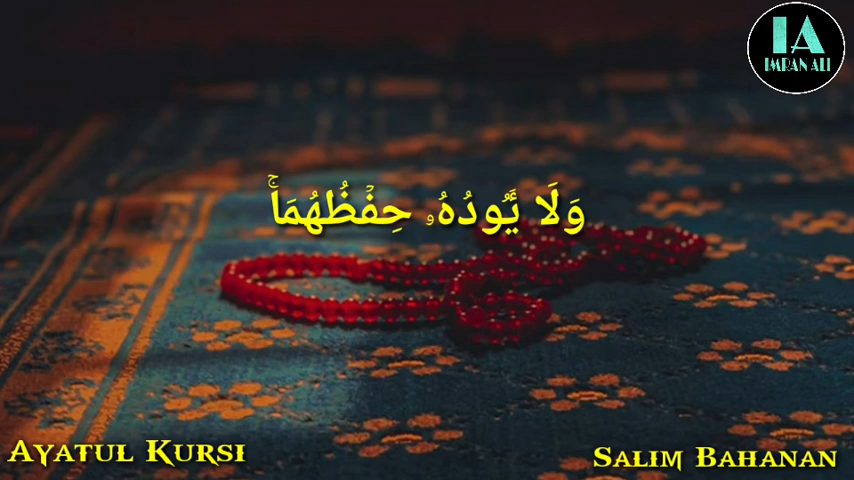 IA
IMRAN ALI
وَلَا يَـُٔودُهُۥ حِفۡظُهُمَاۚ
Ayatul Kursi
Salim Bahanan